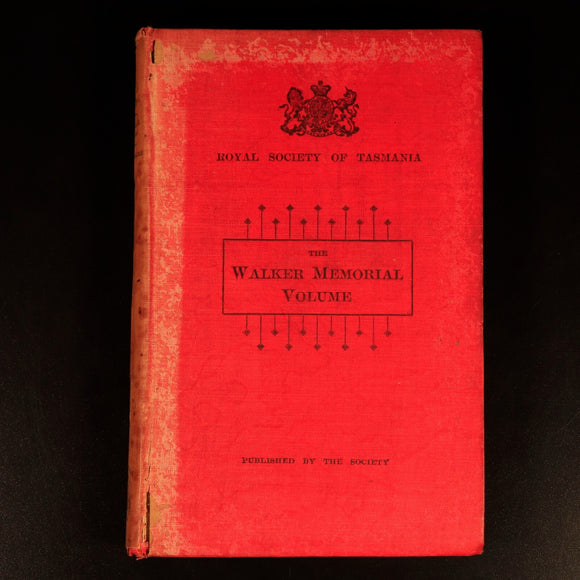 ROYAL SOCIETY OF TASMANIA
THE
WALKER MEMORIAL
VOLUME
PUBLISHED BY THE SOCIETY